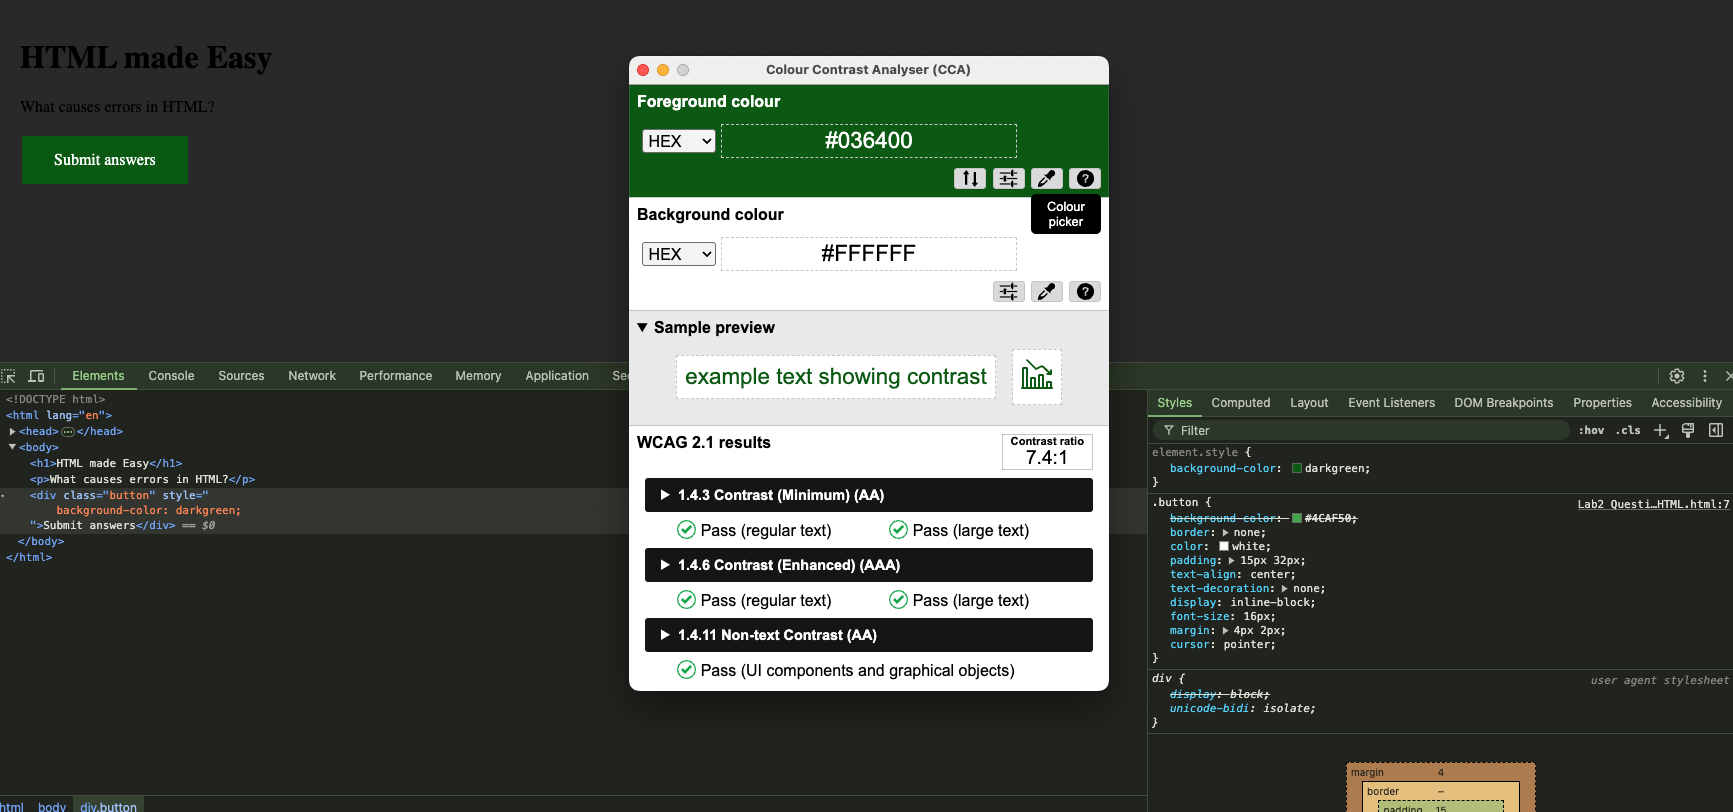 HTML made Easy
What causes errors in HTML?
Submit answers
Colour Contrast Analyser (CCA)
Foreground colour
HEX
#036400
Colour
picker
Background colour
HEX
#FFFFFF
Sample preview
example text showing contrast
WCAG 2.1 results
Contrast ratio
7.4:1
1.4.3 Contrast (Minimum) (AA)
Pass (regular text) Pass (large text)
1.4.6 Contrast (Enhanced) (AAA)
Pass (regular text) Pass (large text)
1.4.11 Non-text Contrast (AA)
Pass (UI components and graphical objects)
Elements Console Sources Network Performance Memory Application Sec
<!DOCTYPE html>
<html lang="en">
<head> ••• </head>
<body>
<h1>HTML made Easy</h1>
<p>What causes errors in HTML?</p>
<div class="button" style="
background-color: darkgreen;
">Submit answers</div> == $0
</body>
</html>
html body div.button
Styles Computed Layout Event Listeners DOM Breakpoints Properties Accessibility
Filter :hov .cls
element.style {
background-color: darkgreen;
}
.button { Lab2 Questi…HTML.html:7
background-color: #4CAF50;
border: none;
color: white;
padding: 15px 32px;
text-align: center;
text-decoration: none;
display: inline-block;
font-size: 16px;
margin: 4px 2px;
cursor: pointer;
}
div { user agent stylesheet
display: block;
unicode-bidi: isolate;
}
margin 4
border –
padding 15